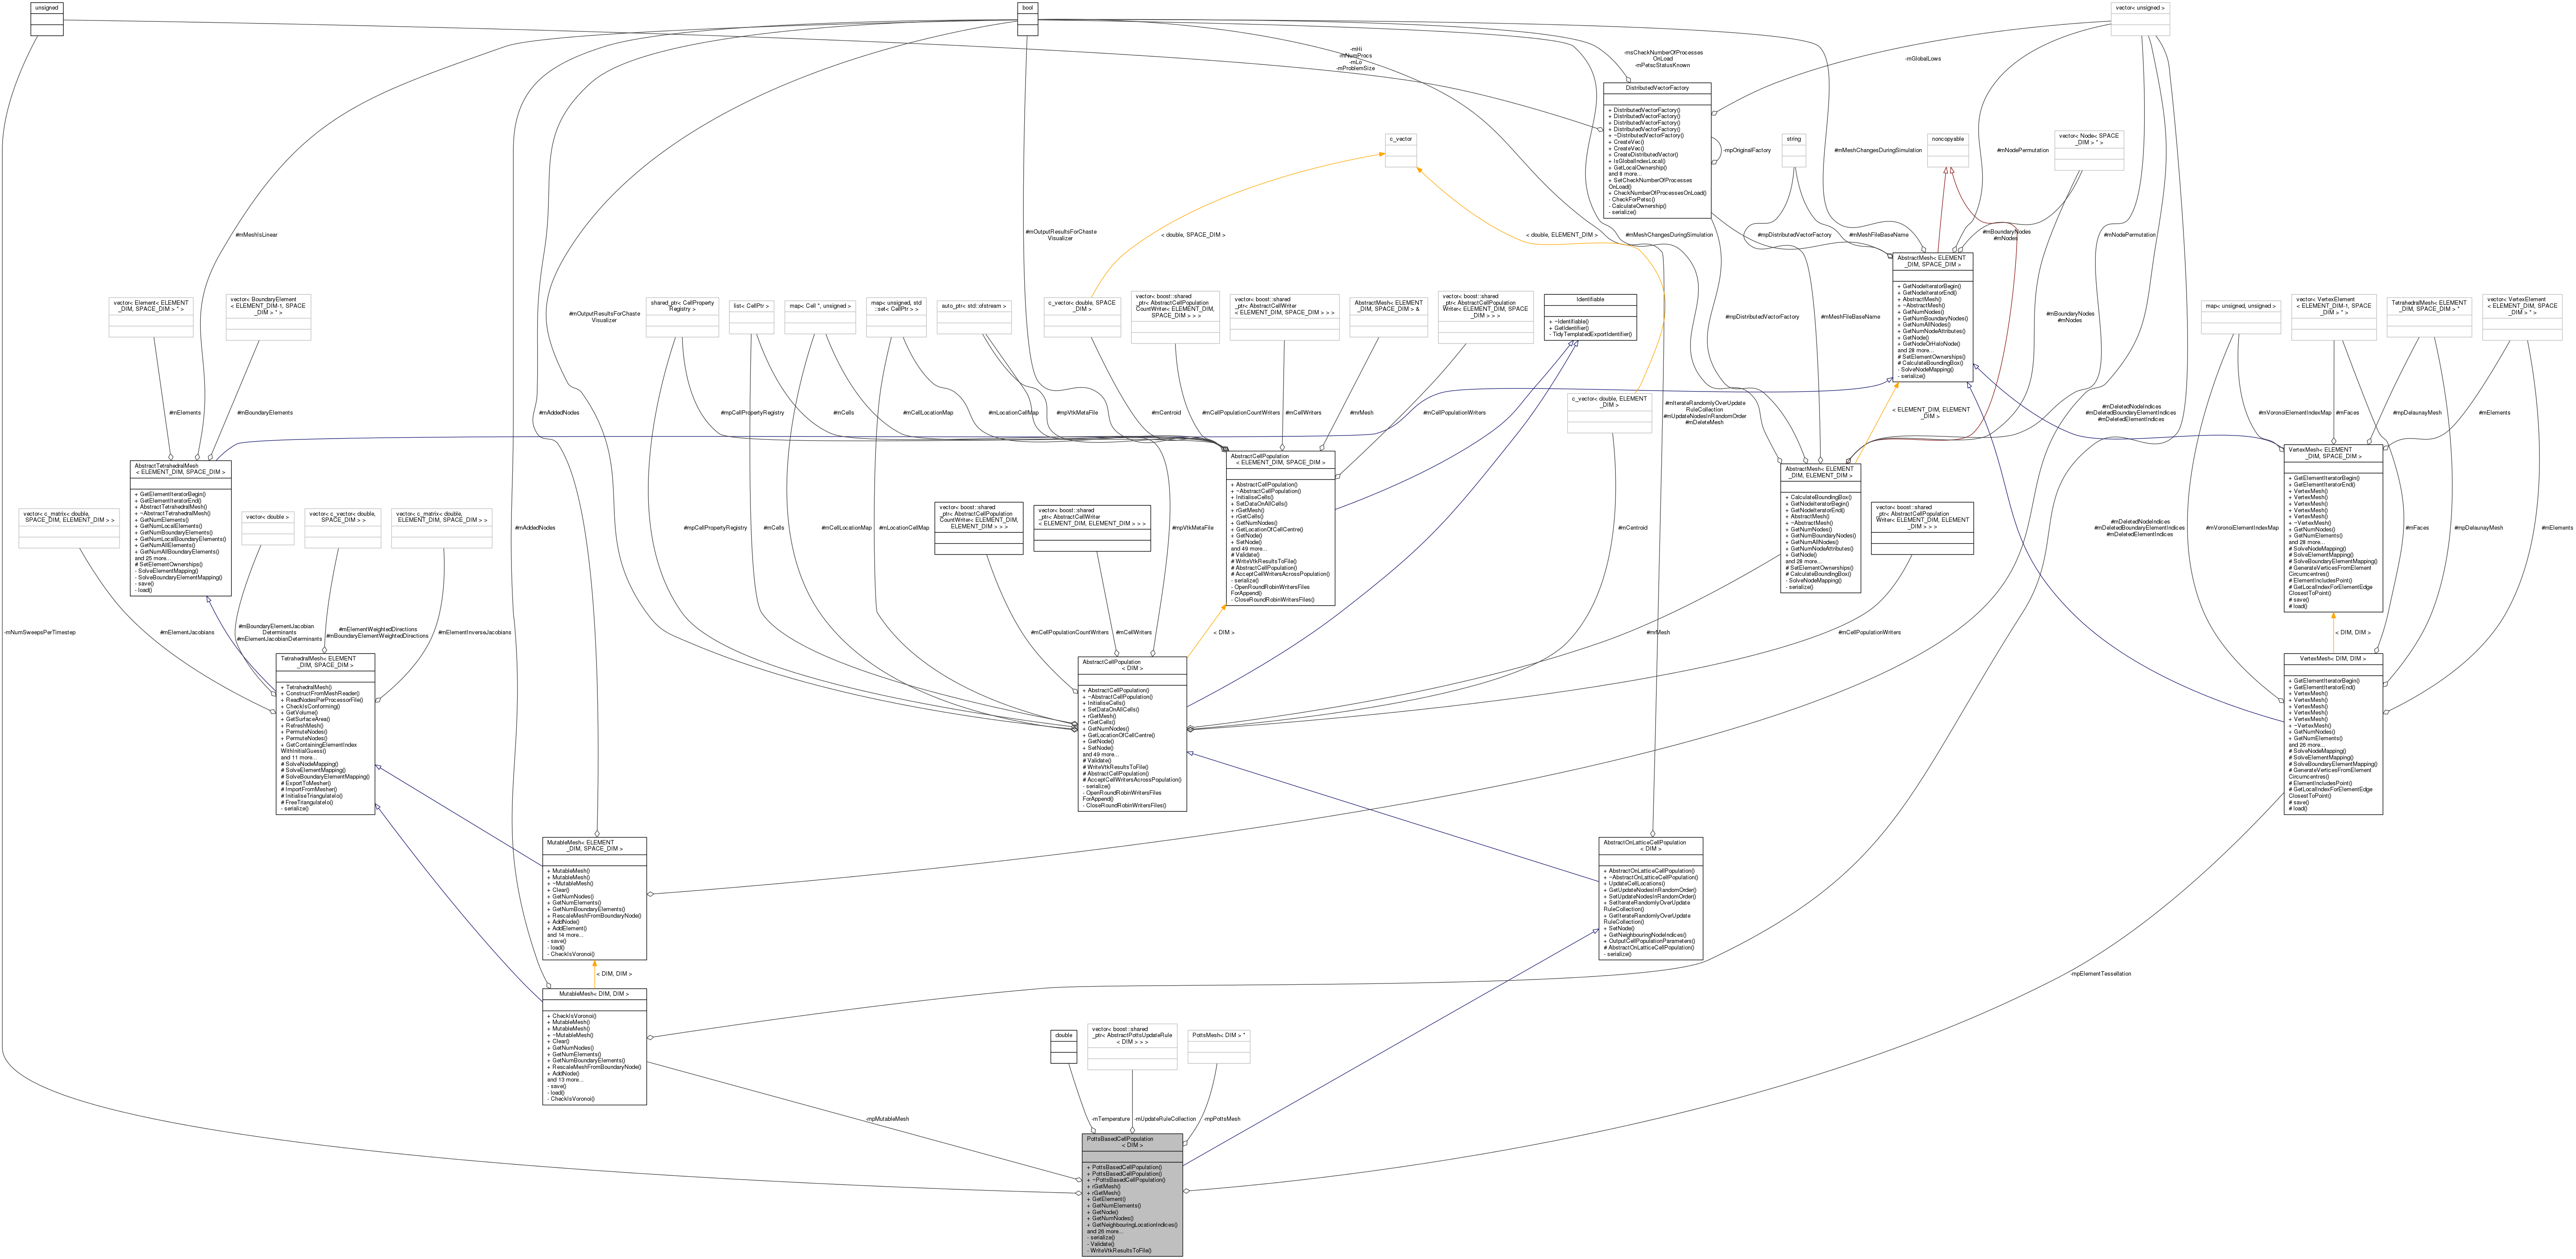 unsigned
bool
vector< unsigned >
-mHi
-mNumProcs
-mLo
-mProblemSize
-msCheckNumberOfProcesses
OnLoad
-mPetscStatusKnown
-mGlobalLows
DistributedVectorFactory
+ DistributedVectorFactory()
+ DistributedVectorFactory()
+ DistributedVectorFactory()
+ DistributedVectorFactory()
+ ~DistributedVectorFactory()
+ CreateVec()
+ CreateVec()
+ CreateDistributedVector()
+ IsGlobalIndexLocal()
+ GetLocalOwnership()
and 8 more...
+ SetCheckNumberOfProcesses
OnLoad()
+ CheckNumberOfProcessesOnLoad()
- CheckForPetsc()
- CalculateOwnership()
- serialize()
-mpOriginalFactory
c_vector
string
noncopyable
vector< Node< SPACE
_DIM > * >
#mMeshChangesDuringSimulation
#mNodePermutation
#mMeshIsLinear
#mOutputResultsForChaste
Visualizer
< double, SPACE_DIM >
< double, ELEMENT_DIM >
#mMeshChangesDuringSimulation
#mpDistributedVectorFactory
#mMeshFileBaseName
#mBoundaryNodes
#mNodes
#mNodePermutation
AbstractMesh< ELEMENT
_DIM, SPACE_DIM >
+ GetNodeIteratorBegin()
+ GetNodeIteratorEnd()
+ AbstractMesh()
+ ~AbstractMesh()
+ GetNumNodes()
+ GetNumBoundaryNodes()
+ GetNumAllNodes()
+ GetNumNodeAttributes()
+ GetNode()
+ GetNodeOrHaloNode()
and 28 more...
# SetElementOwnerships()
# CalculateBoundingBox()
- SolveNodeMapping()
- serialize()
vector< Element< ELEMENT
_DIM, SPACE_DIM > * >
vector< BoundaryElement
< ELEMENT_DIM-1, SPACE
_DIM > * >
#mOutputResultsForChaste
Visualizer
shared_ptr< CellProperty
Registry >
list< CellPtr >
map< Cell *, unsigned >
map< unsigned, std
::set< CellPtr > >
auto_ptr< std::ofstream >
c_vector< double, SPACE
_DIM >
vector< boost::shared
_ptr< AbstractCellPopulation
CountWriter< ELEMENT_DIM,
SPACE_DIM > > >
vector< boost::shared
_ptr< AbstractCellWriter
< ELEMENT_DIM, SPACE_DIM > > >
AbstractMesh< ELEMENT
_DIM, SPACE_DIM > &
vector< boost::shared
_ptr< AbstractCellPopulation
Writer< ELEMENT_DIM, SPACE
_DIM > > >
Identifiable
+ ~Identifiable()
+ GetIdentifier()
- TidyTemplatedExportIdentifier()
#mpDistributedVectorFactory
#mMeshFileBaseName
#mBoundaryNodes
#mNodes
map< unsigned, unsigned >
vector< VertexElement
< ELEMENT_DIM-1, SPACE
_DIM > * >
TetrahedralMesh< ELEMENT
_DIM, SPACE_DIM > *
vector< VertexElement
< ELEMENT_DIM, SPACE
_DIM > * >
#mElements
#mBoundaryElements
#mAddedNodes
#mpCellPropertyRegistry
#mCells
#mCellLocationMap
#mLocationCellMap
#mpVtkMetaFile
#mCentroid
#mCellPopulationCountWriters
#mCellWriters
#mrMesh
#mCellPopulationWriters
c_vector< double, ELEMENT
_DIM >
#mIterateRandomlyOverUpdate
RuleCollection
#mUpdateNodesInRandomOrder
#mDeleteMesh
< ELEMENT_DIM, ELEMENT
_DIM >
#mDeletedNodeIndices
#mDeletedBoundaryElementIndices
#mDeletedElementIndices
#mVoronoiElementIndexMap
#mFaces
#mpDelaunayMesh
#mElements
AbstractTetrahedralMesh
< ELEMENT_DIM, SPACE_DIM >
+ GetElementIteratorBegin()
+ GetElementIteratorEnd()
+ AbstractTetrahedralMesh()
+ ~AbstractTetrahedralMesh()
+ GetNumElements()
+ GetNumLocalElements()
+ GetNumBoundaryElements()
+ GetNumLocalBoundaryElements()
+ GetNumAllElements()
+ GetNumAllBoundaryElements()
and 25 more...
# SetElementOwnerships()
- SolveElementMapping()
- SolveBoundaryElementMapping()
- save()
- load()
AbstractCellPopulation
< ELEMENT_DIM, SPACE_DIM >
+ AbstractCellPopulation()
+ ~AbstractCellPopulation()
+ InitialiseCells()
+ SetDataOnAllCells()
+ rGetMesh()
+ rGetCells()
+ GetNumNodes()
+ GetLocationOfCellCentre()
+ GetNode()
+ SetNode()
and 49 more...
# Validate()
# WriteVtkResultsToFile()
# AbstractCellPopulation()
# AcceptCellWritersAcrossPopulation()
- serialize()
- OpenRoundRobinWritersFiles
ForAppend()
- CloseRoundRobinWritersFiles()
AbstractMesh< ELEMENT
_DIM, ELEMENT_DIM >
+ CalculateBoundingBox()
+ GetNodeIteratorBegin()
+ GetNodeIteratorEnd()
+ AbstractMesh()
+ ~AbstractMesh()
+ GetNumNodes()
+ GetNumBoundaryNodes()
+ GetNumAllNodes()
+ GetNumNodeAttributes()
+ GetNode()
and 28 more...
# SetElementOwnerships()
# CalculateBoundingBox()
- SolveNodeMapping()
- serialize()
VertexMesh< ELEMENT
_DIM, SPACE_DIM >
+ GetElementIteratorBegin()
+ GetElementIteratorEnd()
+ VertexMesh()
+ VertexMesh()
+ VertexMesh()
+ VertexMesh()
+ VertexMesh()
+ ~VertexMesh()
+ GetNumNodes()
+ GetNumElements()
and 28 more...
# SolveNodeMapping()
# SolveElementMapping()
# SolveBoundaryElementMapping()
# GenerateVerticesFromElement
Circumcentres()
# ElementIncludesPoint()
# GetLocalIndexForElementEdge
ClosestToPoint()
# save()
# load()
vector< c_matrix< double,
SPACE_DIM, ELEMENT_DIM > >
vector< double >
vector< c_vector< double,
SPACE_DIM > >
vector< c_matrix< double,
ELEMENT_DIM, SPACE_DIM > >
#mAddedNodes
#mpCellPropertyRegistry
#mCells
#mCellLocationMap
#mLocationCellMap
vector< boost::shared
_ptr< AbstractCellPopulation
CountWriter< ELEMENT_DIM,
ELEMENT_DIM > > >
vector< boost::shared
_ptr< AbstractCellWriter
< ELEMENT_DIM, ELEMENT_DIM > > >
#mpVtkMetaFile
#mCentroid
vector< boost::shared
_ptr< AbstractCellPopulation
Writer< ELEMENT_DIM, ELEMENT
_DIM > > >
#mDeletedNodeIndices
#mDeletedBoundaryElementIndices
#mDeletedElementIndices
#mVoronoiElementIndexMap
#mFaces
#mpDelaunayMesh
#mElements
-mNumSweepsPerTimestep
#mElementJacobians
#mBoundaryElementJacobian
Determinants
#mElementJacobianDeterminants
#mElementWeightedDirections
#mBoundaryElementWeightedDirections
#mElementInverseJacobians
#mCellPopulationCountWriters
#mCellWriters
< DIM >
#mrMesh
#mCellPopulationWriters
< DIM, DIM >
TetrahedralMesh< ELEMENT
_DIM, SPACE_DIM >
+ TetrahedralMesh()
+ ConstructFromMeshReader()
+ ReadNodesPerProcessorFile()
+ CheckIsConforming()
+ GetVolume()
+ GetSurfaceArea()
+ RefreshMesh()
+ PermuteNodes()
+ PermuteNodes()
+ GetContainingElementIndex
WithInitialGuess()
and 11 more...
# SolveNodeMapping()
# SolveElementMapping()
# SolveBoundaryElementMapping()
# ExportToMesher()
# ImportFromMesher()
# InitialiseTriangulateIo()
# FreeTriangulateIo()
- serialize()
AbstractCellPopulation
< DIM >
+ AbstractCellPopulation()
+ ~AbstractCellPopulation()
+ InitialiseCells()
+ SetDataOnAllCells()
+ rGetMesh()
+ rGetCells()
+ GetNumNodes()
+ GetLocationOfCellCentre()
+ GetNode()
+ SetNode()
and 49 more...
# Validate()
# WriteVtkResultsToFile()
# AbstractCellPopulation()
# AcceptCellWritersAcrossPopulation()
- serialize()
- OpenRoundRobinWritersFiles
ForAppend()
- CloseRoundRobinWritersFiles()
VertexMesh< DIM, DIM >
+ GetElementIteratorBegin()
+ GetElementIteratorEnd()
+ VertexMesh()
+ VertexMesh()
+ VertexMesh()
+ VertexMesh()
+ VertexMesh()
+ ~VertexMesh()
+ GetNumNodes()
+ GetNumElements()
and 26 more...
# SolveNodeMapping()
# SolveElementMapping()
# SolveBoundaryElementMapping()
# GenerateVerticesFromElement
Circumcentres()
# ElementIncludesPoint()
# GetLocalIndexForElementEdge
ClosestToPoint()
# save()
# load()
MutableMesh< ELEMENT
_DIM, SPACE_DIM >
+ MutableMesh()
+ MutableMesh()
+ ~MutableMesh()
+ Clear()
+ GetNumNodes()
+ GetNumElements()
+ GetNumBoundaryElements()
+ RescaleMeshFromBoundaryNode()
+ AddNode()
+ AddElement()
and 14 more...
- save()
- load()
- CheckIsVoronoi()
AbstractOnLatticeCellPopulation
< DIM >
+ AbstractOnLatticeCellPopulation()
+ ~AbstractOnLatticeCellPopulation()
+ UpdateCellLocations()
+ GetUpdateNodesInRandomOrder()
+ SetUpdateNodesInRandomOrder()
+ SetIterateRandomlyOverUpdate
RuleCollection()
+ GetIterateRandomlyOverUpdate
RuleCollection()
+ SetNode()
+ GetNeighbouringNodeIndices()
+ OutputCellPopulationParameters()
# AbstractOnLatticeCellPopulation()
- serialize()
< DIM, DIM >
-mpElementTessellation
MutableMesh< DIM, DIM >
+ CheckIsVoronoi()
+ MutableMesh()
+ MutableMesh()
+ ~MutableMesh()
+ Clear()
+ GetNumNodes()
+ GetNumElements()
+ GetNumBoundaryElements()
+ RescaleMeshFromBoundaryNode()
+ AddNode()
and 13 more...
- save()
- load()
- CheckIsVoronoi()
double
vector< boost::shared
_ptr< AbstractPottsUpdateRule
< DIM > > >
PottsMesh< DIM > *
-mpMutableMesh
-mTemperature
-mUpdateRuleCollection
-mpPottsMesh
PottsBasedCellPopulation
< DIM >
+ PottsBasedCellPopulation()
+ PottsBasedCellPopulation()
+ ~PottsBasedCellPopulation()
+ rGetMesh()
+ rGetMesh()
+ GetElement()
+ GetNumElements()
+ GetNode()
+ GetNumNodes()
+ GetNeighbouringLocationIndices()
and 26 more...
- serialize()
- Validate()
- WriteVtkResultsToFile()